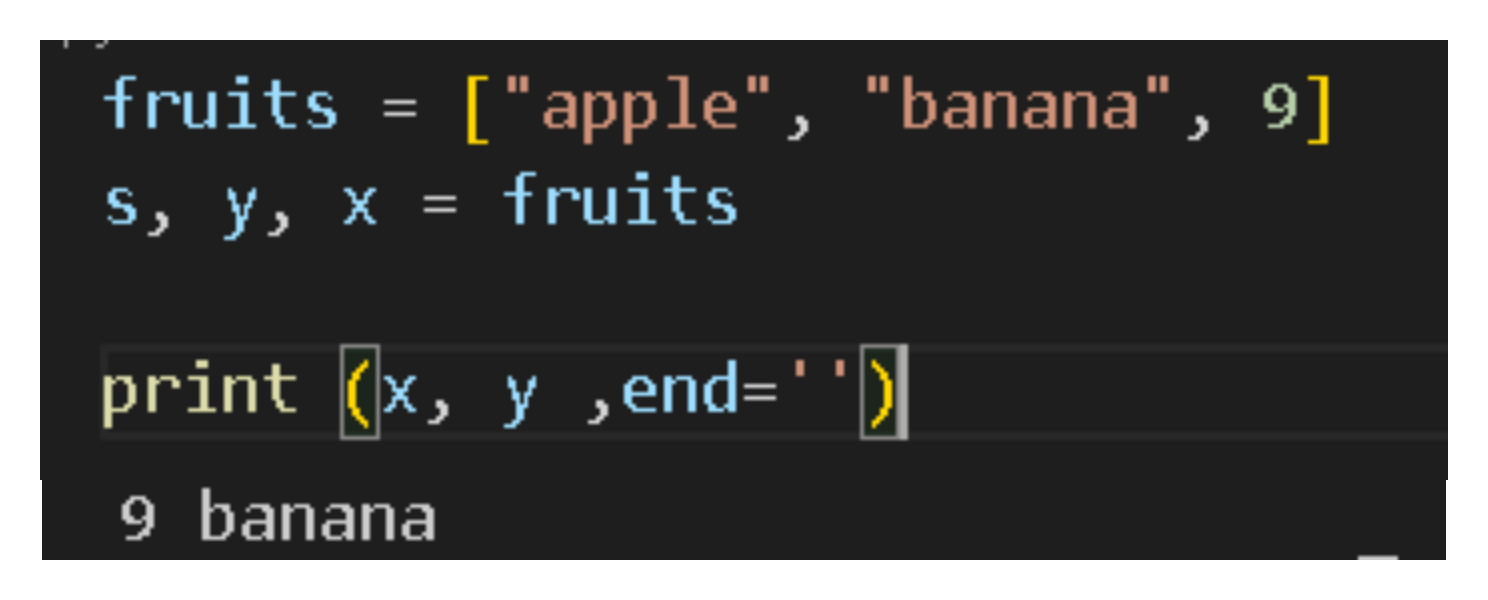 fruits = ["apple", "banana", 9]
s, y, x = fruits
print (x, y ,end='')
9 banana